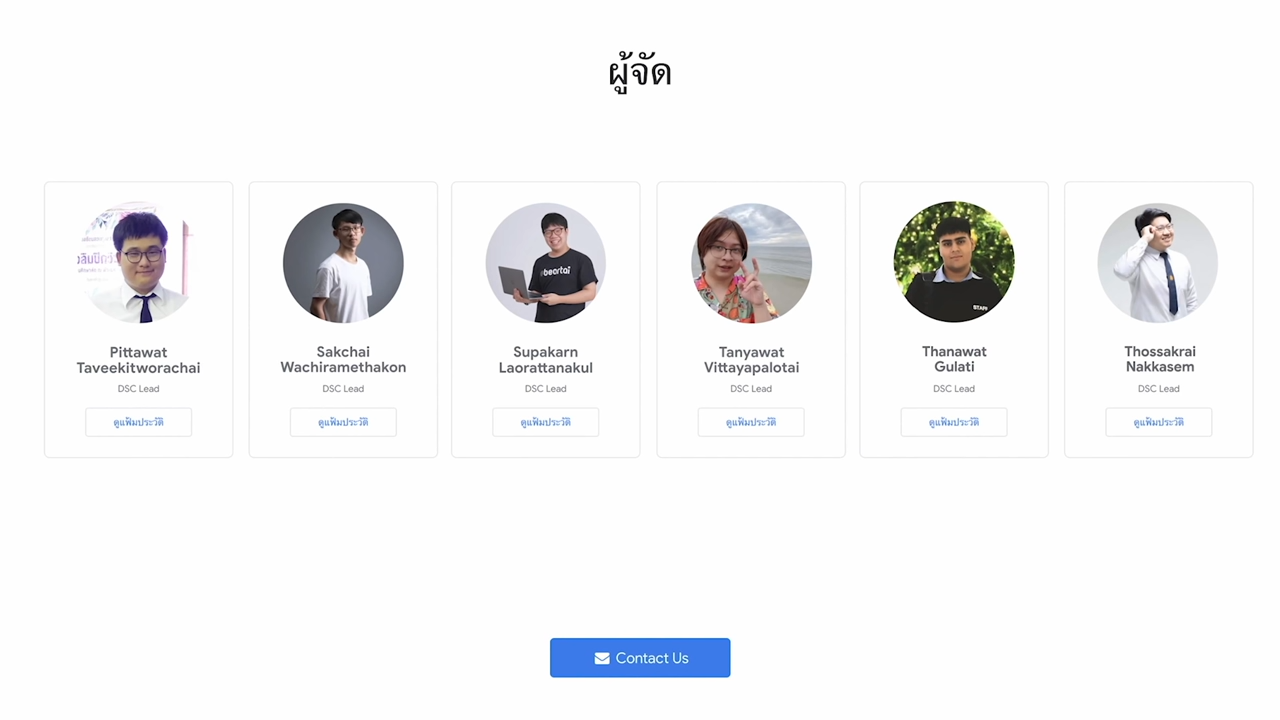 ผู้จัด
beartai
STAFF
Pittawat
Taveekitworachai
DSC Lead
ดูแฟ้มประวัติ
Sakchai
Wachiramethakon
DSC Lead
ดูแฟ้มประวัติ
Supakarn
Laorattanakul
DSC Lead
ดูแฟ้มประวัติ
Tanyawat
Vittayapalotai
DSC Lead
ดูแฟ้มประวัติ
Thanawat
Gulati
DSC Lead
ดูแฟ้มประวัติ
Thossakrai
Nakkasem
DSC Lead
ดูแฟ้มประวัติ
Contact Us